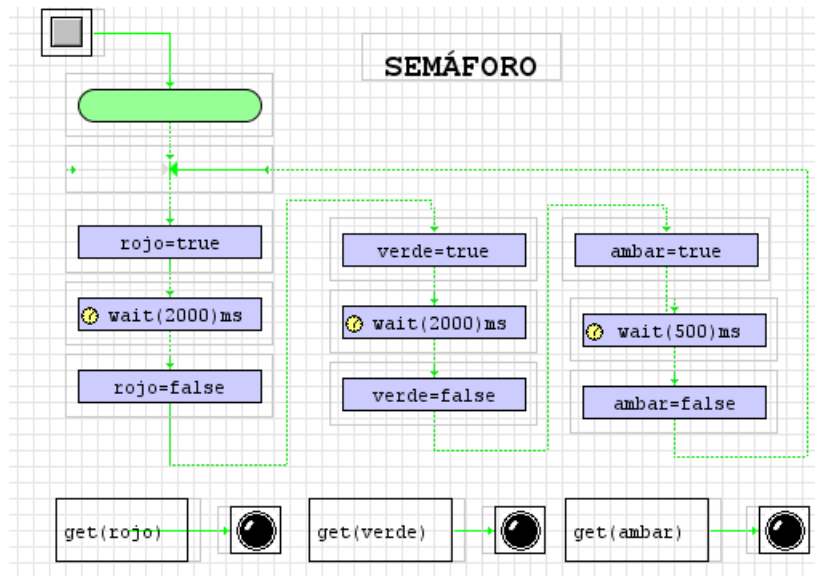 SEMÁFORO
rojo=true
wait(2000)ms
rojo=false
verde=true
wait(2000)ms
verde=false
ambar=true
wait(500)ms
ambar=false
get(rojo)
get(verde)
get(ambar)